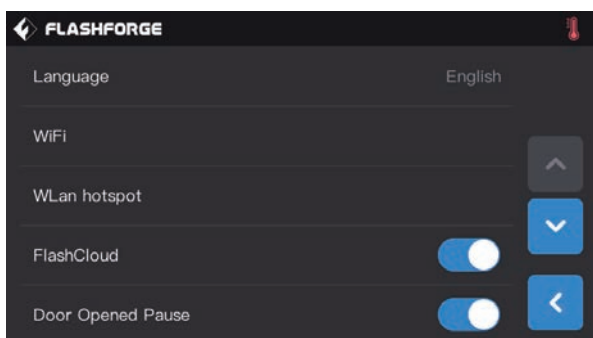 FLASHFORGE
Language English
WiFi
WLan hotspot
FlashCloud
Door Opened Pause